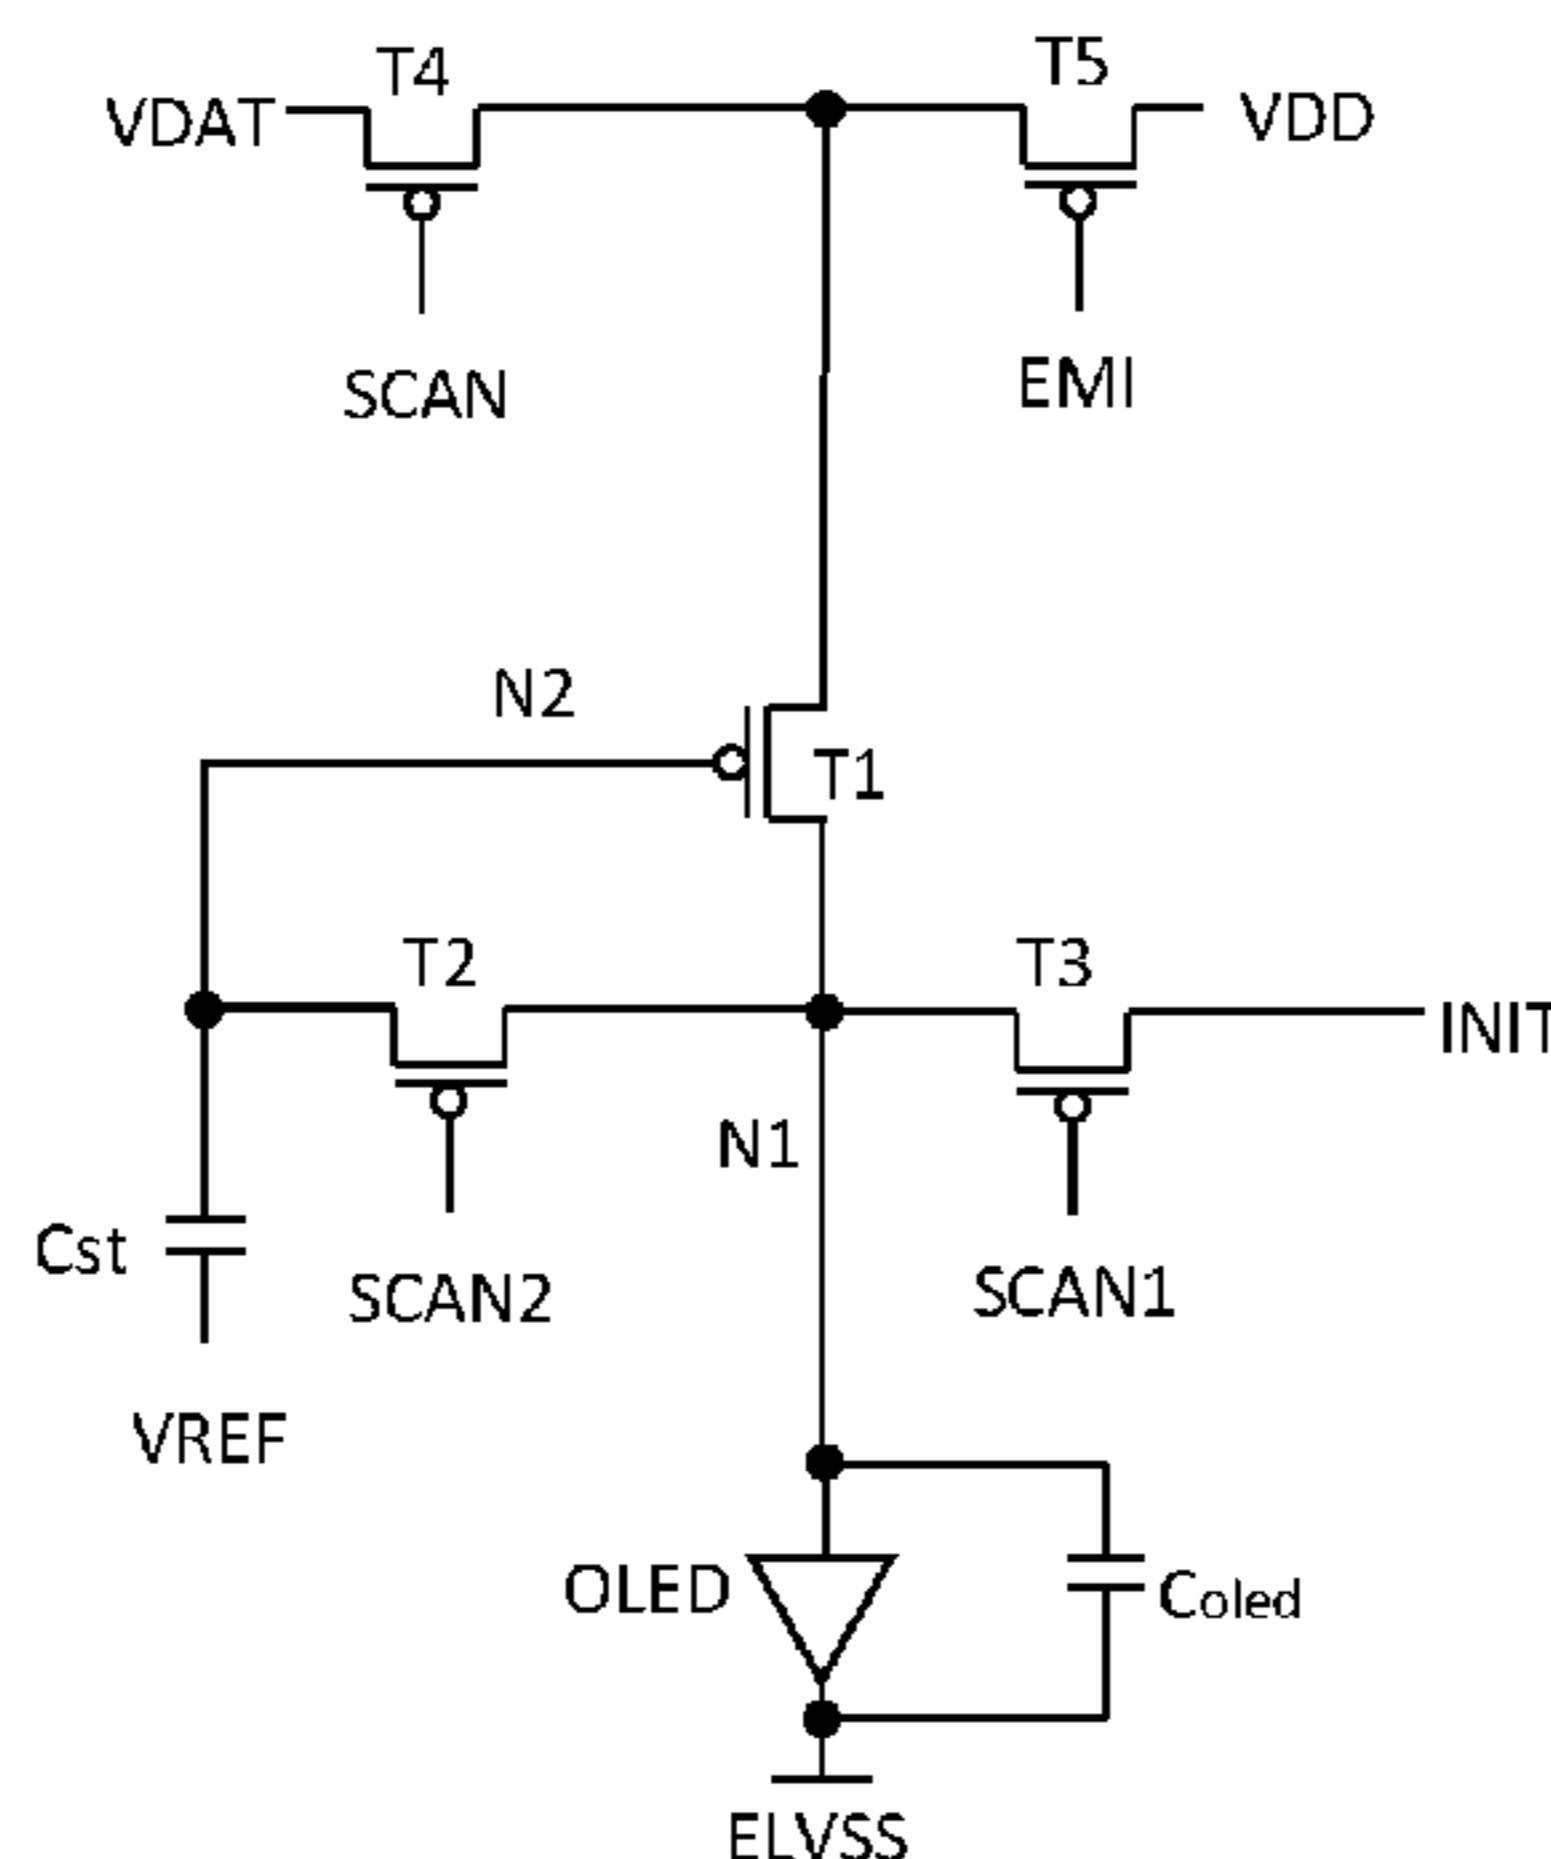 T4
T5
VDAT
VDD
SCAN
EMI
N2
T1
T2
T3
INIT
N1
Cst
SCAN2
SCAN1
VREF
OLED
Coled
ELVSS